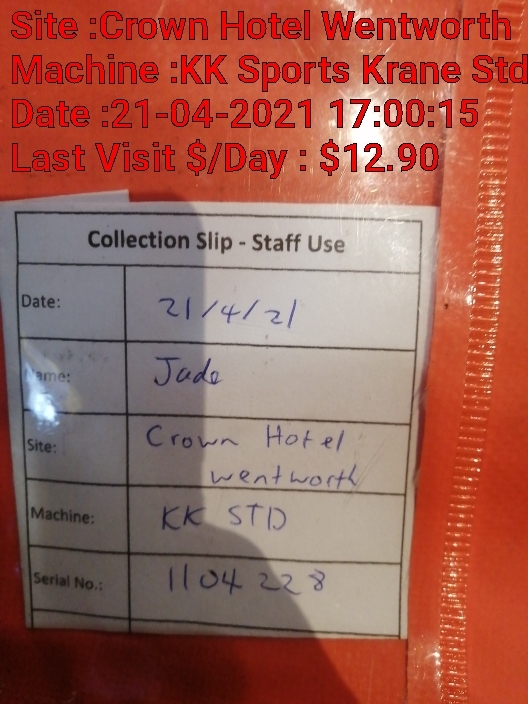 Site :Crown Hotel Wentworth
Machine :KK Sports Krane Std
Date :21-04-2021 17:00:15
Last Visit $/Day : $12.90
Collection Slip - Staff Use
Date: 21/4/21
Name: Jade
Site: Crown Hotel
wentworth
Machine: KK STD
Serial No.: 1104228